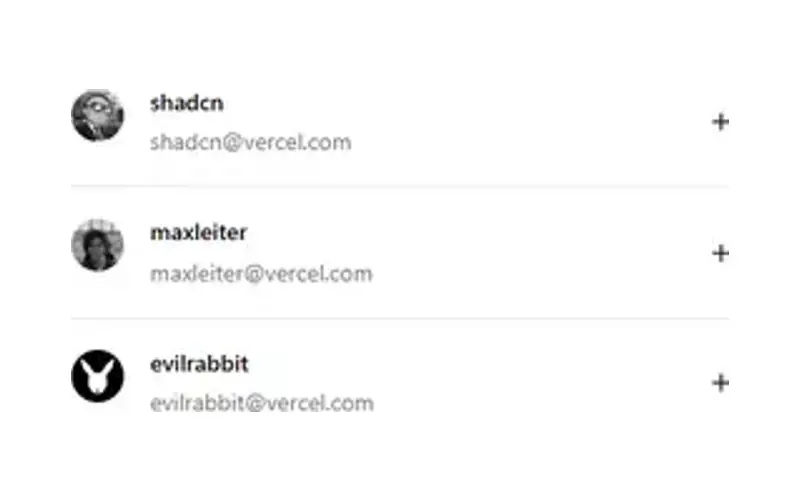 shadcn
shadcn@vercel.com
maxleiter
maxleiter@vercel.com
evilrabbit
evilrabbit@vercel.com